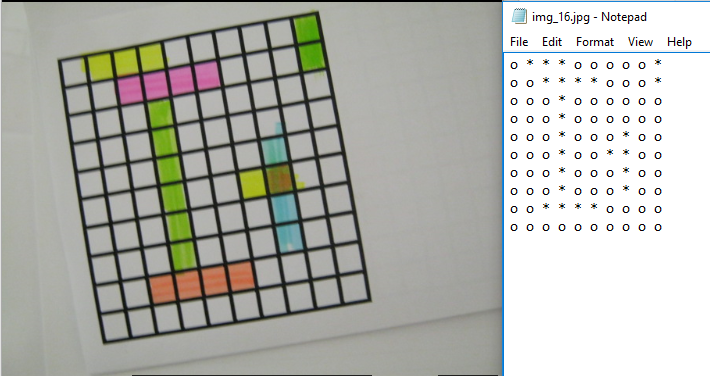 img_16.jpg - Notepad
File Edit Format View Help
o * * * o o o o o *
o o * * * * o o o *
o o o * o o o o o o
o o o * o o o o o o
o o o * o o o * o o
o o o * o o * * o o
o o o * o o o * o o
o o o * o o o * o o
o o * * * * o o o o
o o o o o o o o o o